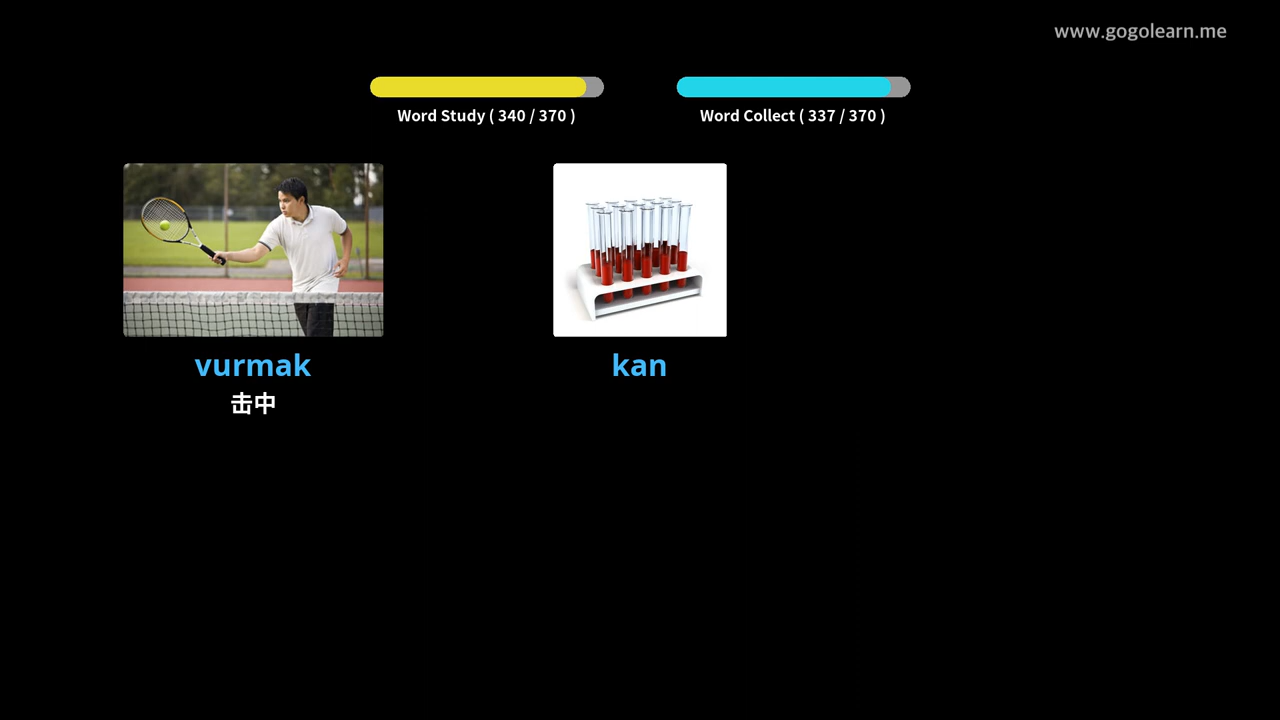 www.gogolearn.me
Word Study ( 340 / 370 )
Word Collect ( 337 / 370 )
vurmak
击中
kan